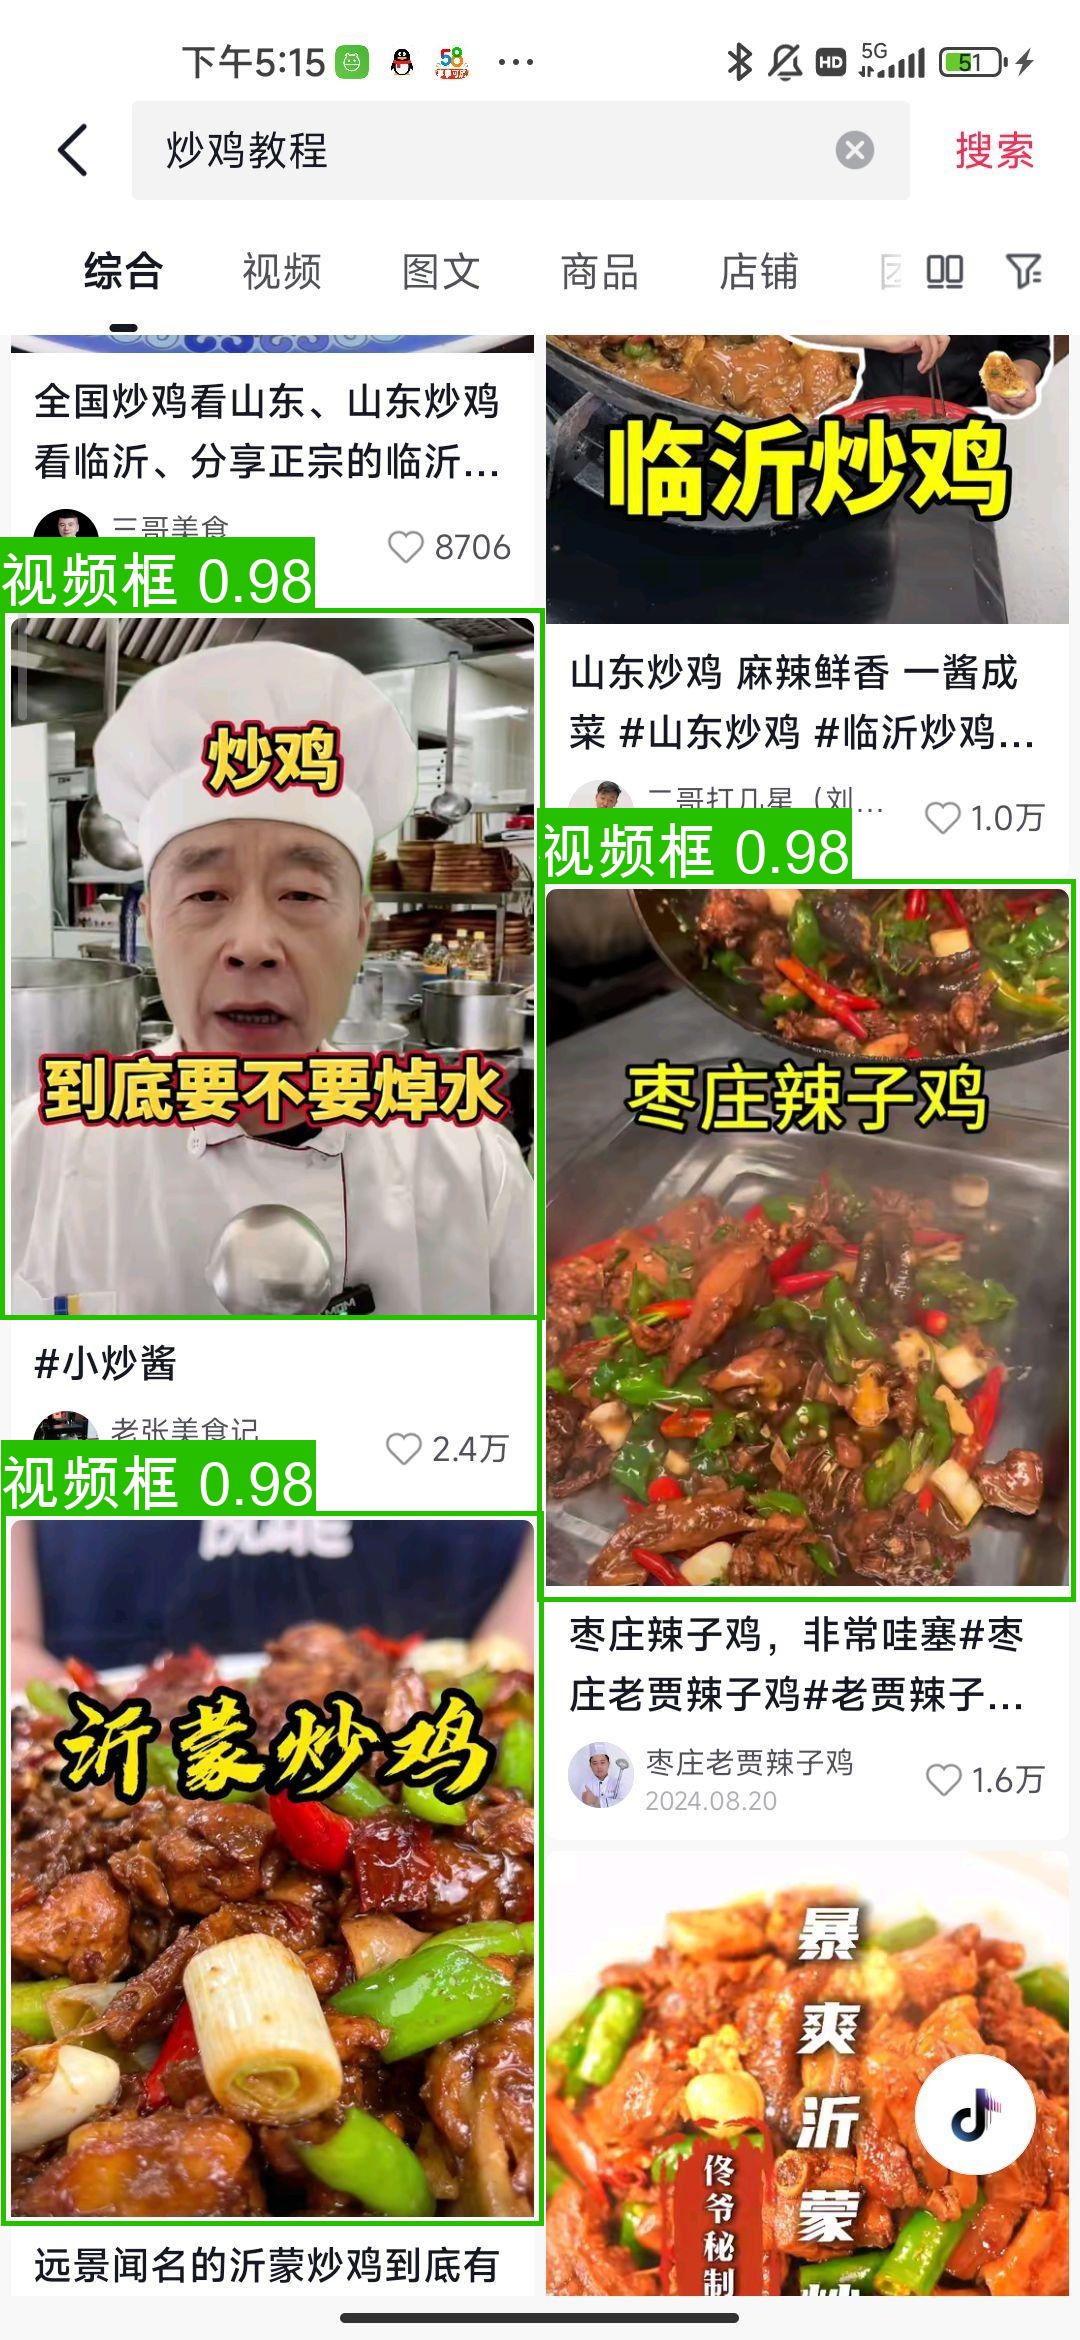 下午5:15
58
HD
5G
51
炒鸡教程
搜索
综合
视频
图文
商品
店铺
全国炒鸡看山东、山东炒鸡
看临沂、分享正宗的临沂...
三哥美食
8706
临沂炒鸡
山东炒鸡 麻辣鲜香 一酱成
菜 #山东炒鸡 #临沂炒鸡...
二哥打几星（刘...
1.0万
视频框 0.98
炒鸡
到底要不要焯水
#小炒酱
老张美食记
2.4万
视频框 0.98
枣庄辣子鸡
枣庄辣子鸡，非常哇塞#枣
庄老贾辣子鸡#老贾辣子...
枣庄老贾辣子鸡
2024.08.20
1.6万
视频框 0.98
沂蒙炒鸡
远景闻名的沂蒙炒鸡到底有
暴爽沂蒙炒
佟爷秘制